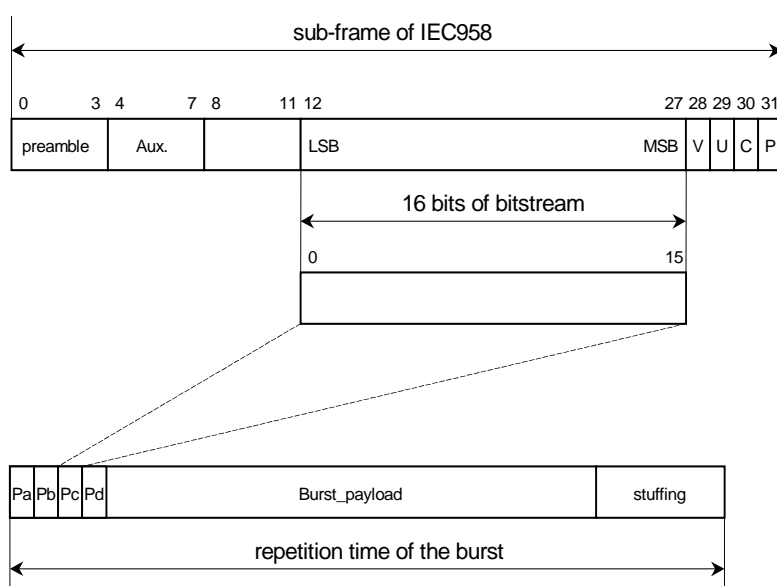 sub-frame of IEC958
0 3 4 7 8 11 12 27 28 29 30 31
preamble Aux. LSB MSB V U C P
16 bits of bitstream
0 15
Pa Pb Pc Pd Burst_payload stuffing
repetition time of the burst